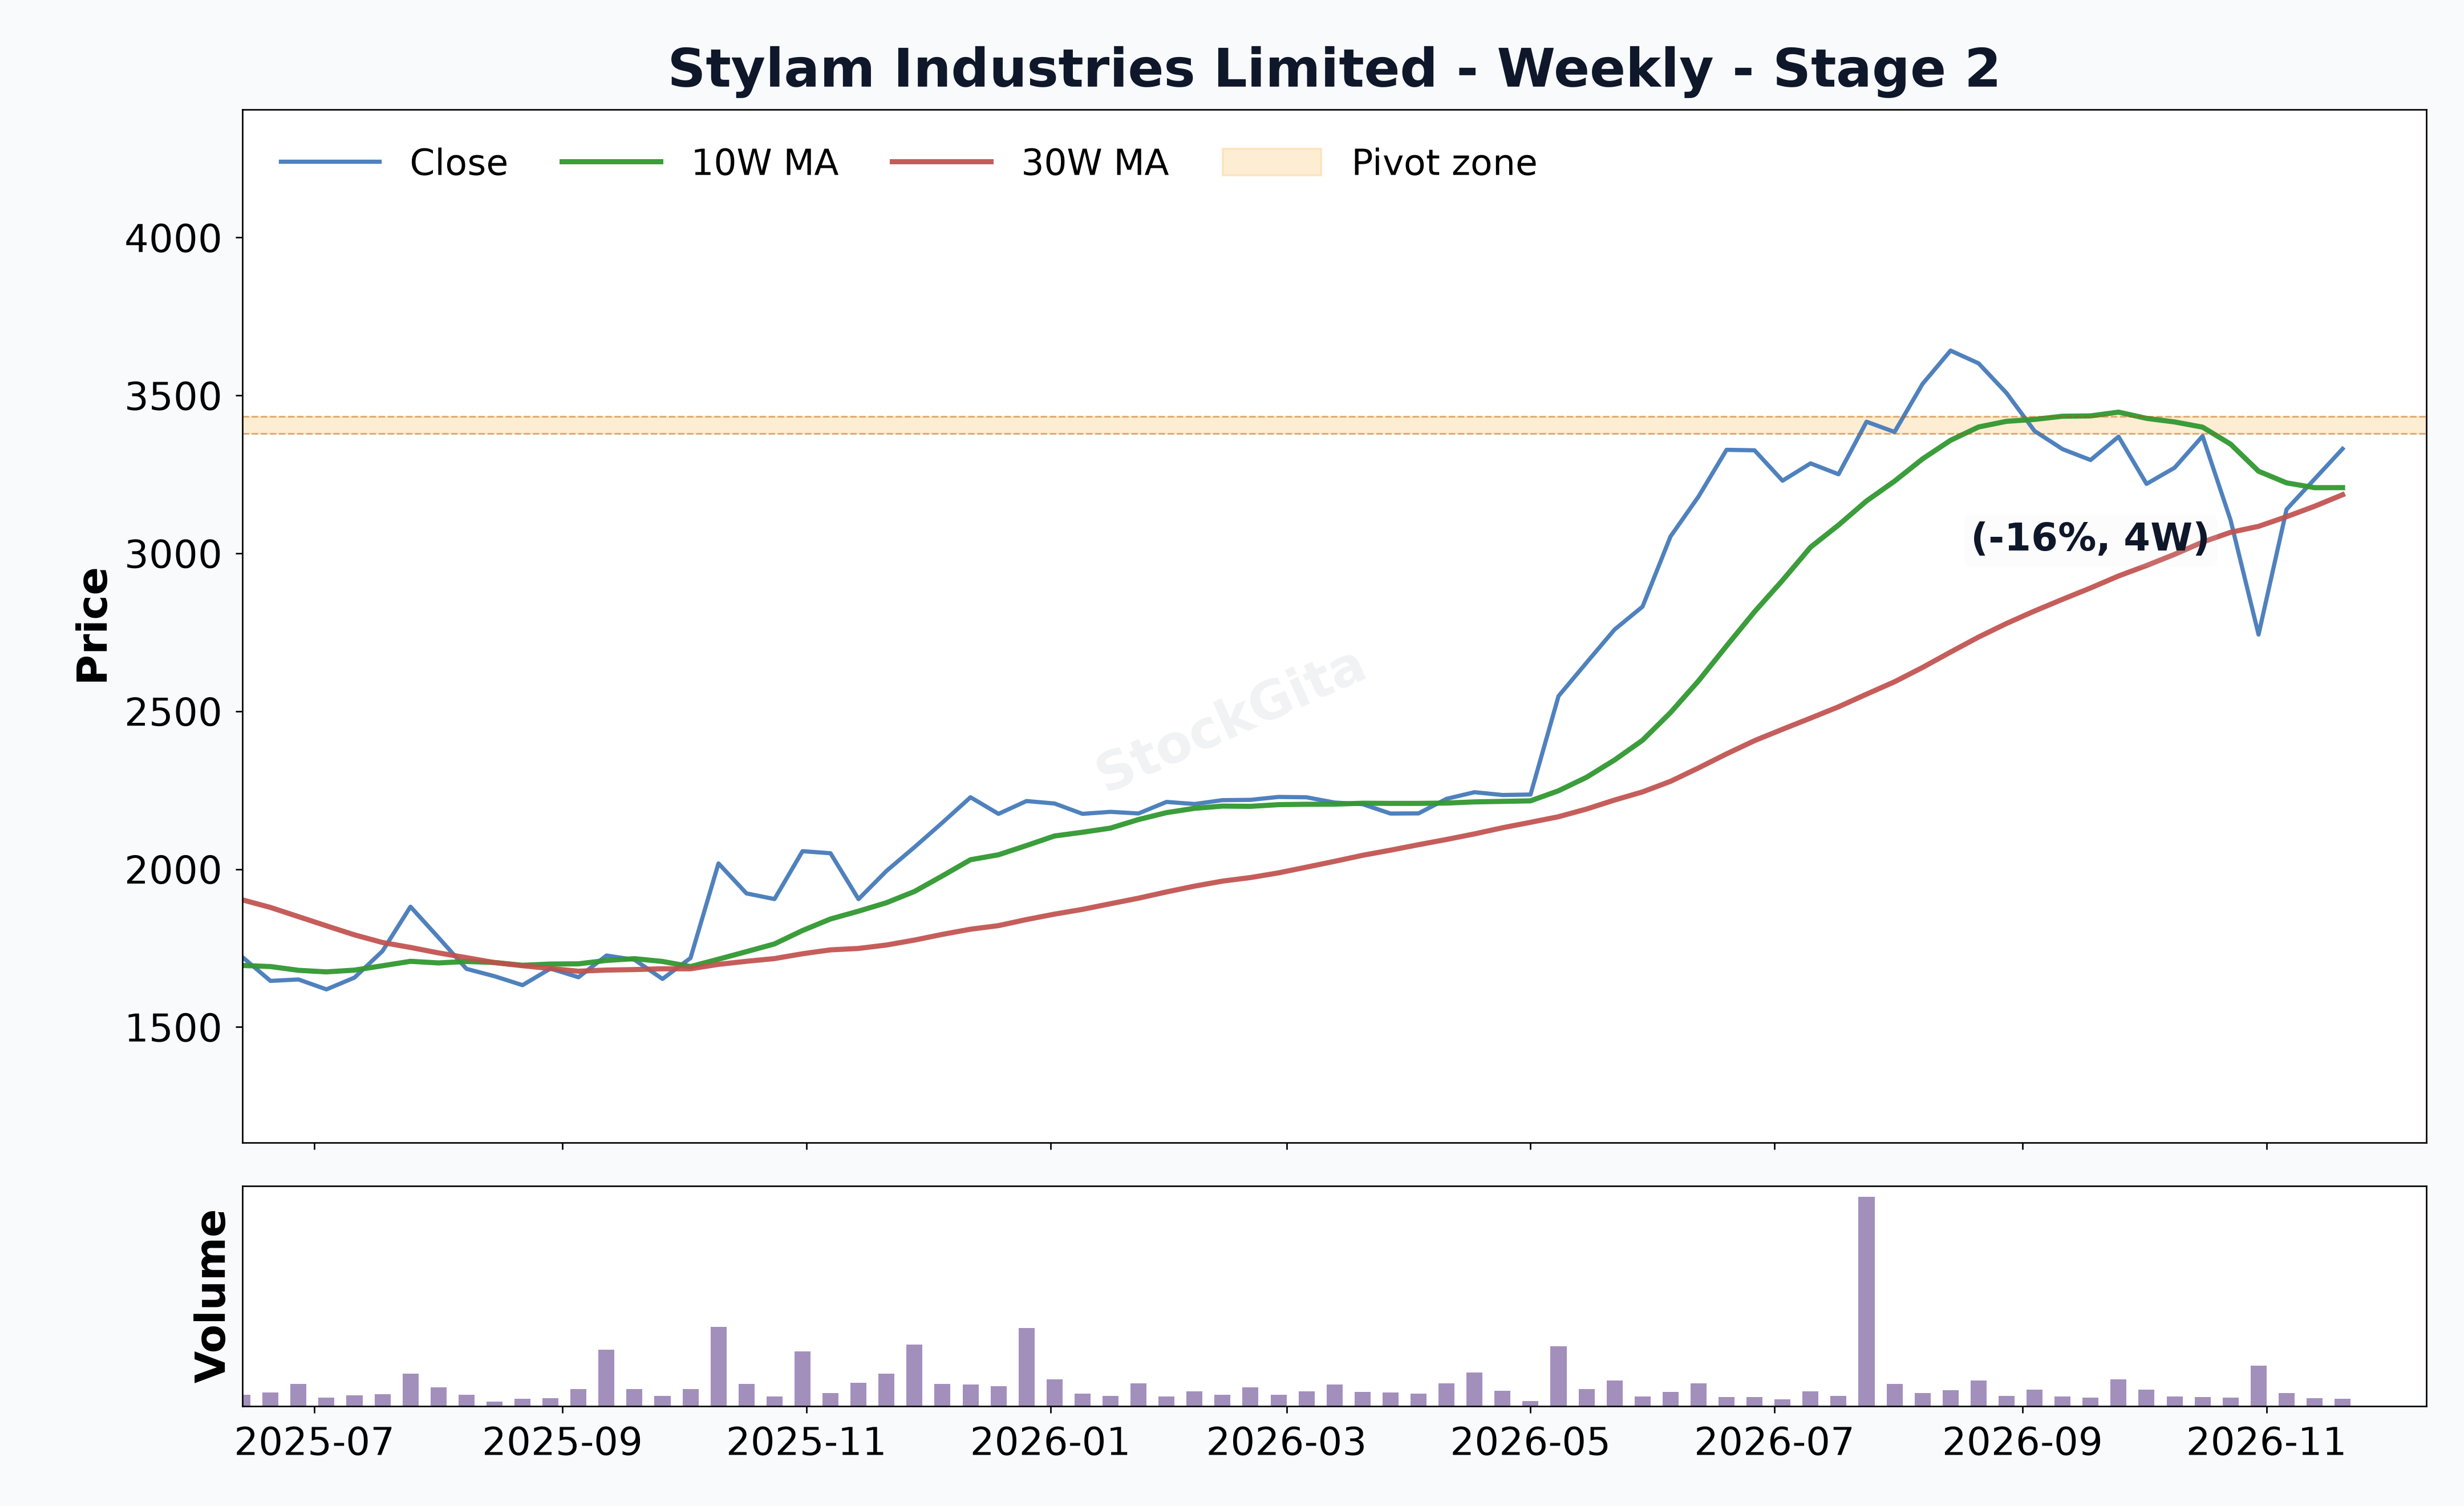 Stylam Industries Limited - Weekly - Stage 2
Close 10W MA 30W MA Pivot zone
4000
3500
3000
2500
2000
1500
Price
(-16%, 4W)
StockGita
Volume
2025-07 2025-09 2025-11 2026-01 2026-03 2026-05 2026-07 2026-09 2026-11